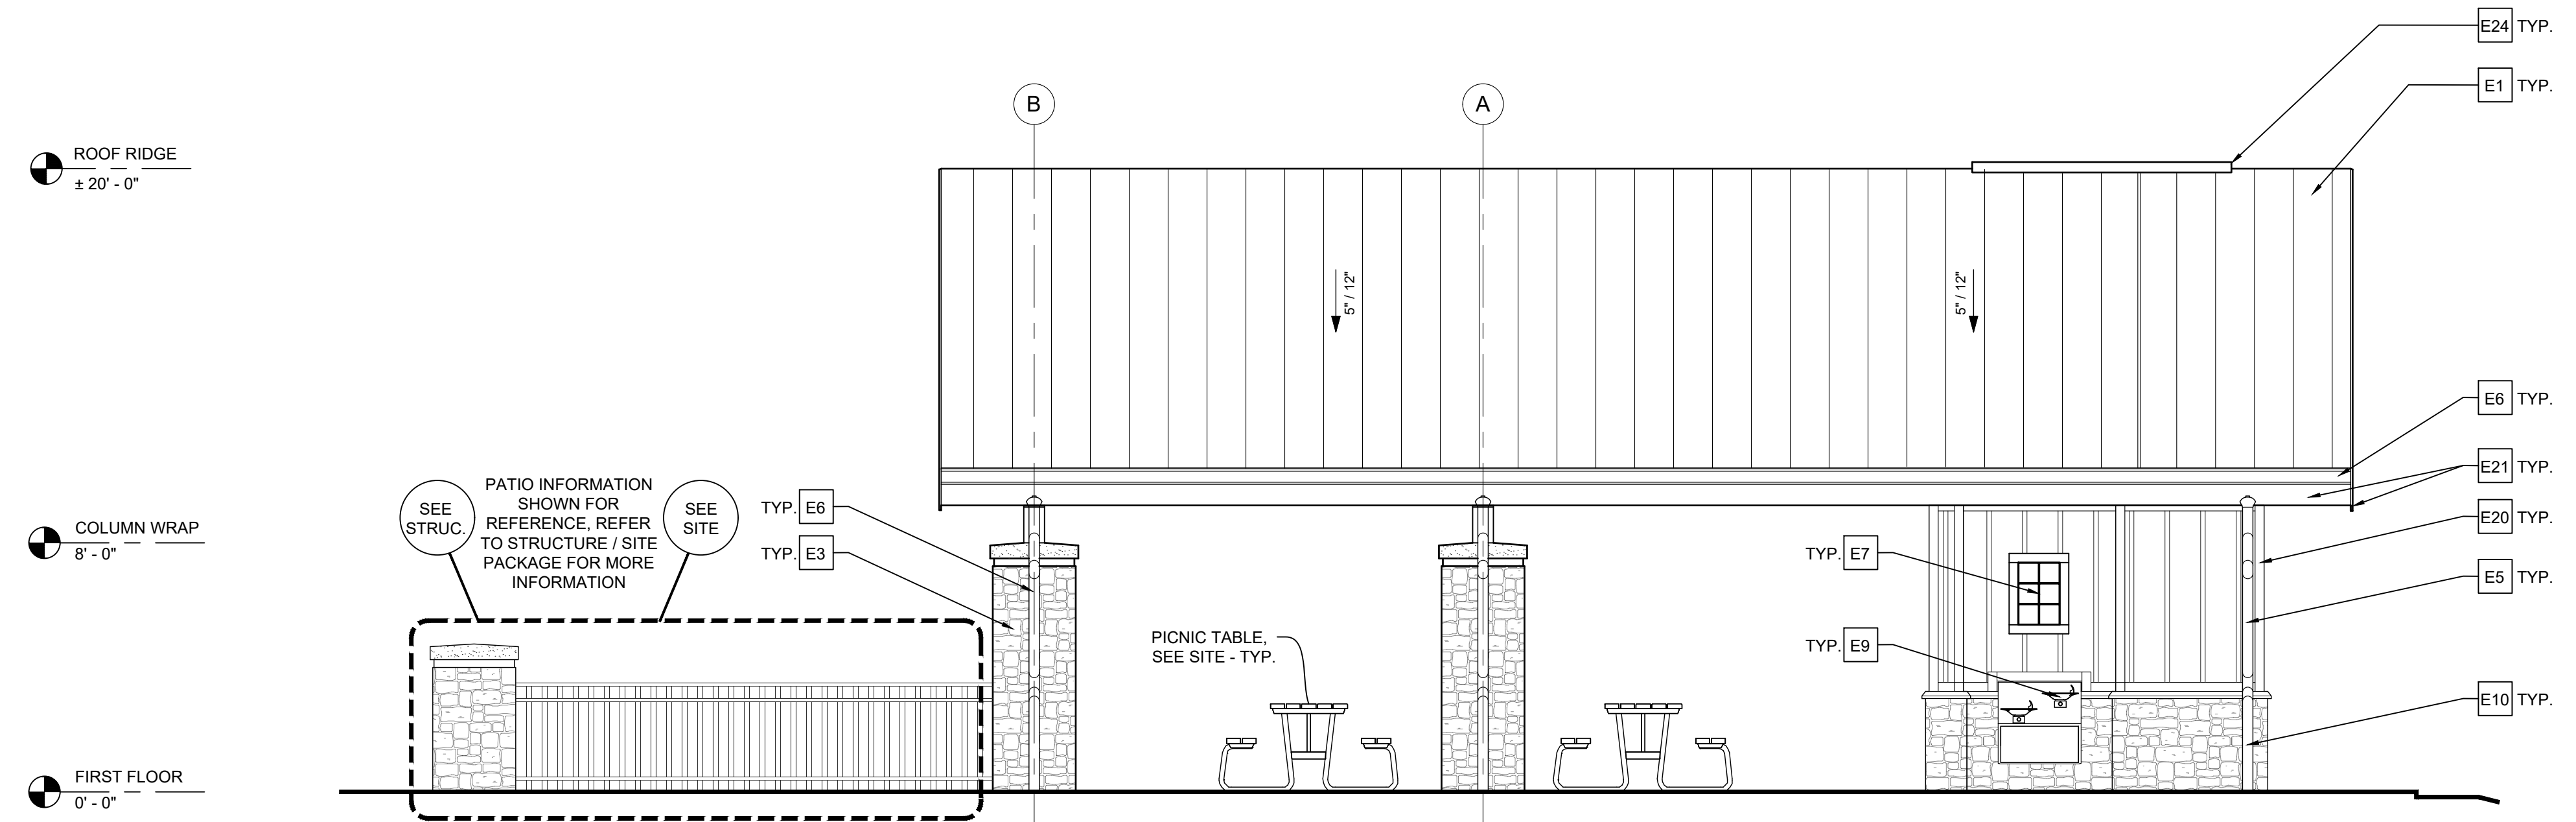 E24 TYP.
E1 TYP.
B
A
ROOF RIDGE
± 20' - 0"
5" / 12"
5" / 12"
E6 TYP.
E21 TYP.
E20 TYP.
E5 TYP.
E10 TYP.
SEE
STRUC.
PATIO INFORMATION
SHOWN FOR
REFERENCE, REFER
TO STRUCTURE / SITE
PACKAGE FOR MORE
INFORMATION
SEE
SITE
TYP. E6
TYP. E3
COLUMN WRAP
8' - 0"
TYP. E7
TYP. E9
PICNIC TABLE,
SEE SITE - TYP.
FIRST FLOOR
0' - 0"